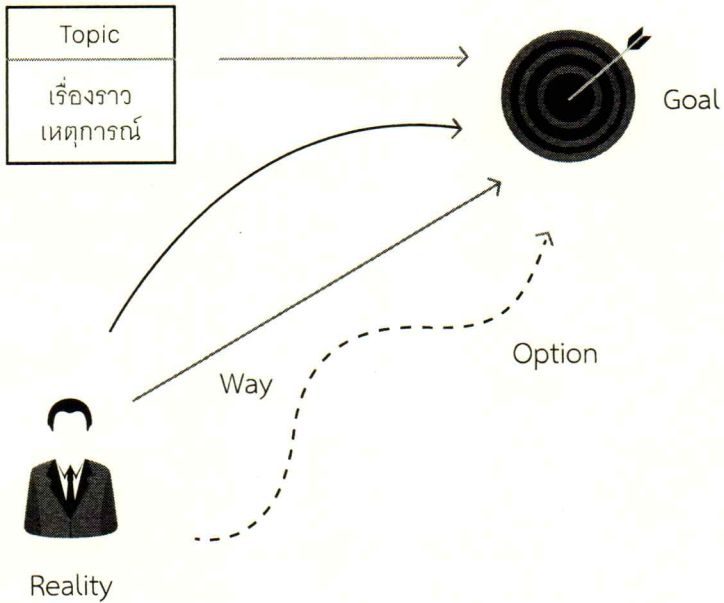 Topic
เรื่องราว
เหตุการณ์
Goal
Option
Way
Reality